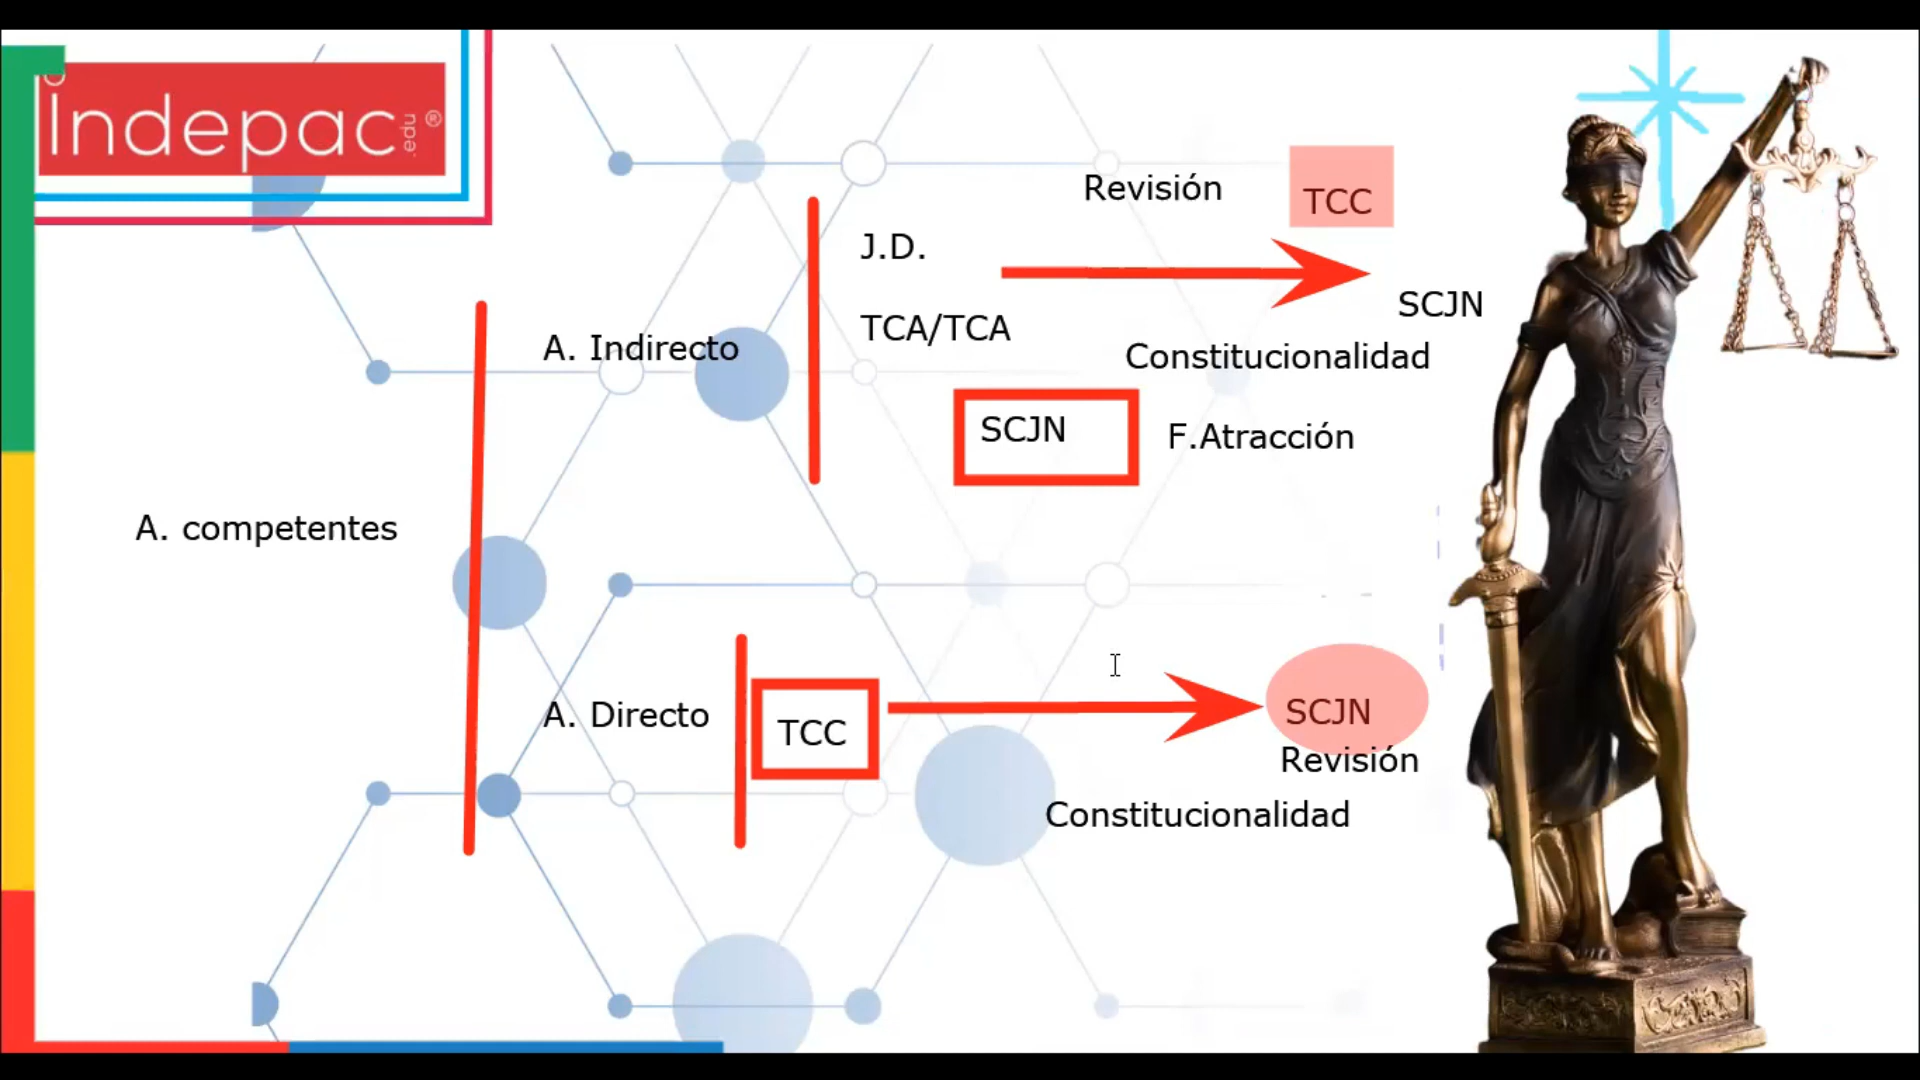 indepac.edu®
Revisión
TCC
J.D.
SCJN
TCA/TCA
A. Indirecto
Constitucionalidad
SCJN
F.Atracción
A. competentes
A. Directo
TCC
SCJN
Revisión
Constitucionalidad